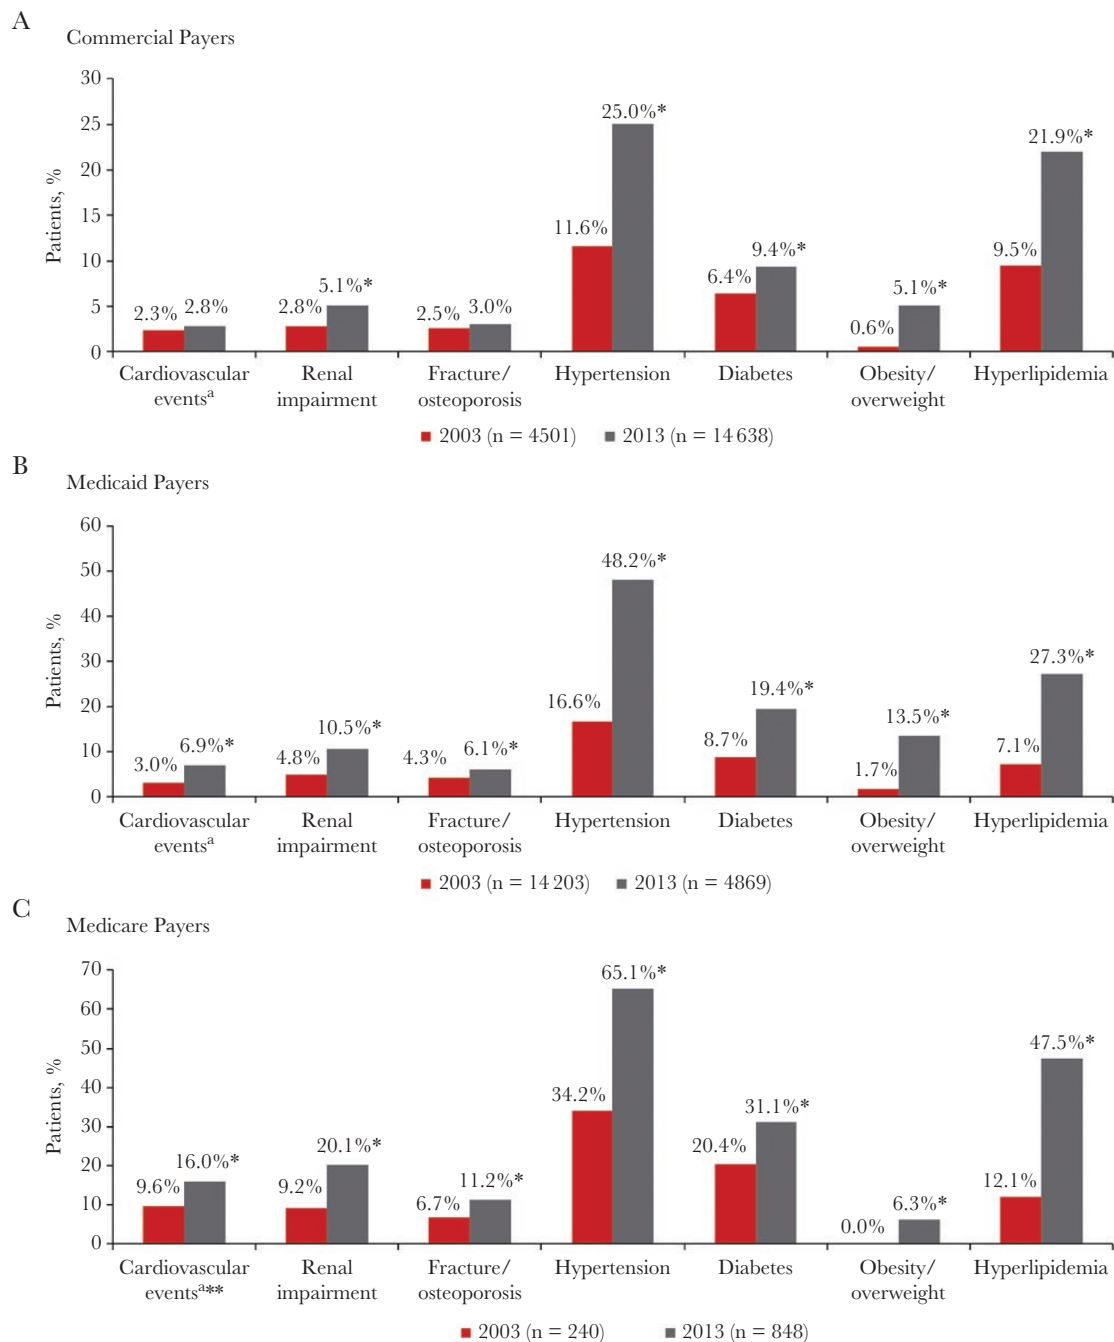 A
Commercial Payers
30
25
20
15
10
5
0
Patients, %
2.3%
2.8%
2.8%
5.1%*
2.5%
3.0%
11.6%
25.0%*
6.4%
9.4%*
0.6%
5.1%*
9.5%
21.9%*
Cardiovascular
eventsᵃ
Renal
impairment
Fracture/
osteoporosis
Hypertension
Diabetes
Obesity/
overweight
Hyperlipidemia
2003 (n = 4501)
2013 (n = 14 638)
B
Medicaid Payers
60
50
40
30
20
10
0
Patients, %
3.0%
6.9%*
4.8%
10.5%*
4.3%
6.1%*
16.6%
48.2%*
8.7%
19.4%*
1.7%
13.5%*
7.1%
27.3%*
Cardiovascular
eventsᵃ
Renal
impairment
Fracture/
osteoporosis
Hypertension
Diabetes
Obesity/
overweight
Hyperlipidemia
2003 (n = 14 203)
2013 (n = 4869)
C
Medicare Payers
70
60
50
40
30
20
10
0
Patients, %
9.6%
16.0%*
9.2%
20.1%*
6.7%
11.2%*
34.2%
65.1%*
20.4%
31.1%*
0.0%
6.3%*
12.1%
47.5%*
Cardiovascular
eventsᵃ**
Renal
impairment
Fracture/
osteoporosis
Hypertension
Diabetes
Obesity/
overweight
Hyperlipidemia
2003 (n = 240)
2013 (n = 848)